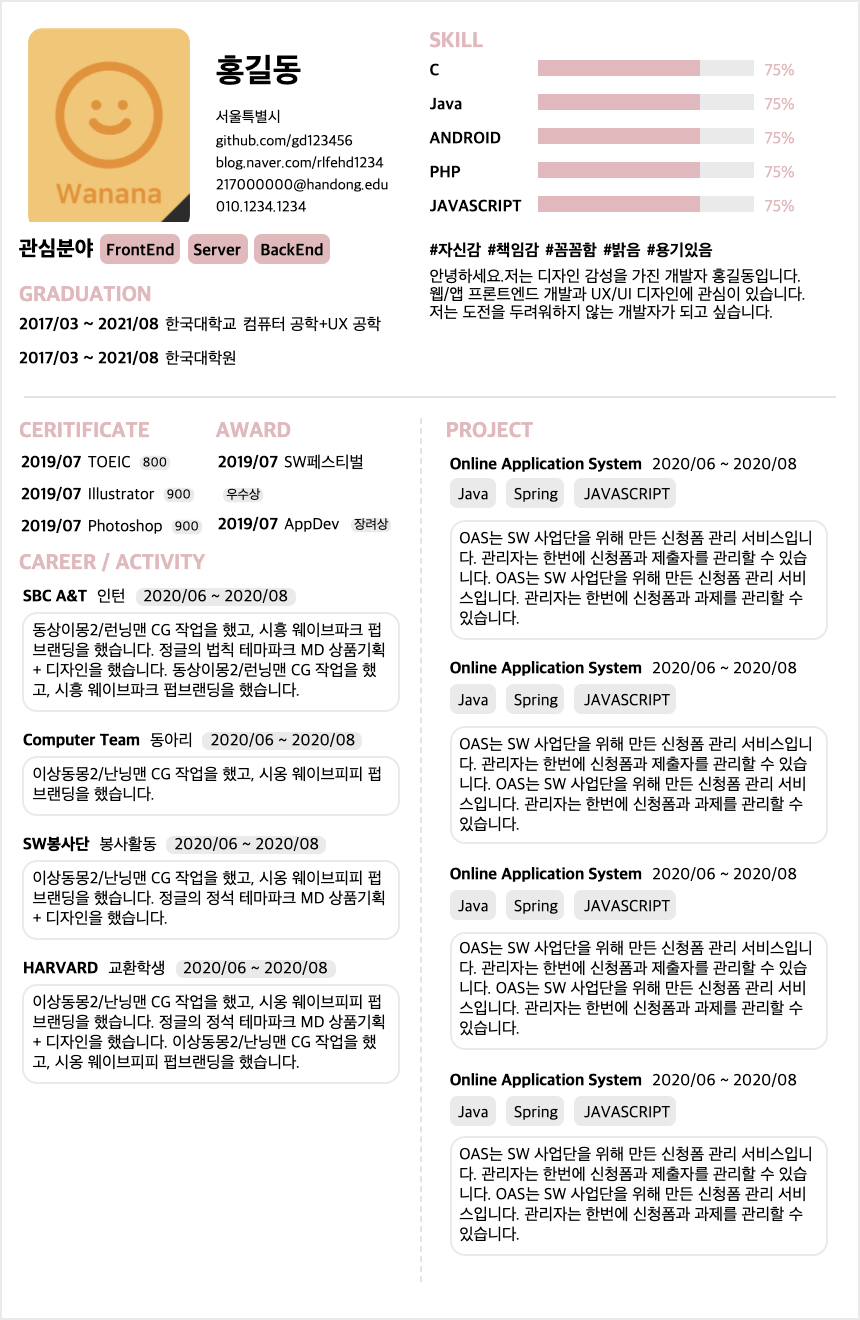 Wanana
홍길동
서울특별시
github.com/gd123456
blog.naver.com/rlfehd1234
217000000@handong.edu
010.1234.1234
관심분야 FrontEnd Server BackEnd
GRADUATION
2017/03 ~ 2021/08 한국대학교 컴퓨터 공학+UX 공학
2017/03 ~ 2021/08 한국대학원
SKILL
C 75%
Java 75%
ANDROID 75%
PHP 75%
JAVASCRIPT 75%
#자신감 #책임감 #꼼꼼함 #밝음 #용기있음
안녕하세요.저는 디자인 감성을 가진 개발자 홍길동입니다.
웹/앱 프론트엔드 개발과 UX/UI 디자인에 관심이 있습니다.
저는 도전을 두려워하지 않는 개발자가 되고 싶습니다.
CERITIFICATE
2019/07 TOEIC 800
2019/07 Illustrator 900
2019/07 Photoshop 900
AWARD
2019/07 SW페스티벌
우수상
2019/07 AppDev 장려상
CAREER / ACTIVITY
SBC A&T 인턴 2020/06 ~ 2020/08
동상이몽2/런닝맨 CG 작업을 했고, 시흥 웨이브파크 펍
브랜딩을 했습니다. 정글의 법칙 테마파크 MD 상품기획
+ 디자인을 했습니다. 동상이몽2/런닝맨 CG 작업을 했
고, 시흥 웨이브파크 펍브랜딩을 했습니다.
Computer Team 동아리 2020/06 ~ 2020/08
이상동몽2/난닝맨 CG 작업을 했고, 시옹 웨이브피피 펍
브랜딩을 했습니다.
SW봉사단 봉사활동 2020/06 ~ 2020/08
이상동몽2/난닝맨 CG 작업을 했고, 시옹 웨이브피피 펍
브랜딩을 했습니다. 정글의 정석 테마파크 MD 상품기획
+ 디자인을 했습니다.
HARVARD 교환학생 2020/06 ~ 2020/08
이상동몽2/난닝맨 CG 작업을 했고, 시옹 웨이브피피 펍
브랜딩을 했습니다. 정글의 정석 테마파크 MD 상품기획
+ 디자인을 했습니다. 이상동몽2/난닝맨 CG 작업을 했
고, 시옹 웨이브피피 펍브랜딩을 했습니다.
PROJECT
Online Application System 2020/06 ~ 2020/08
Java Spring JAVASCRIPT
OAS는 SW 사업단을 위해 만든 신청폼 관리 서비스입니
다. 관리자는 한번에 신청폼과 제출자를 관리할 수 있습
니다. OAS는 SW 사업단을 위해 만든 신청폼 관리 서비
스입니다. 관리자는 한번에 신청폼과 과제를 관리할 수
있습니다.
Online Application System 2020/06 ~ 2020/08
Java Spring JAVASCRIPT
OAS는 SW 사업단을 위해 만든 신청폼 관리 서비스입니
다. 관리자는 한번에 신청폼과 제출자를 관리할 수 있습
니다. OAS는 SW 사업단을 위해 만든 신청폼 관리 서비
스입니다. 관리자는 한번에 신청폼과 과제를 관리할 수
있습니다.
Online Application System 2020/06 ~ 2020/08
Java Spring JAVASCRIPT
OAS는 SW 사업단을 위해 만든 신청폼 관리 서비스입니
다. 관리자는 한번에 신청폼과 제출자를 관리할 수 있습
니다. OAS는 SW 사업단을 위해 만든 신청폼 관리 서비
스입니다. 관리자는 한번에 신청폼과 과제를 관리할 수
있습니다.
Online Application System 2020/06 ~ 2020/08
Java Spring JAVASCRIPT
OAS는 SW 사업단을 위해 만든 신청폼 관리 서비스입니
다. 관리자는 한번에 신청폼과 제출자를 관리할 수 있습
니다. OAS는 SW 사업단을 위해 만든 신청폼 관리 서비
스입니다. 관리자는 한번에 신청폼과 과제를 관리할 수
있습니다.